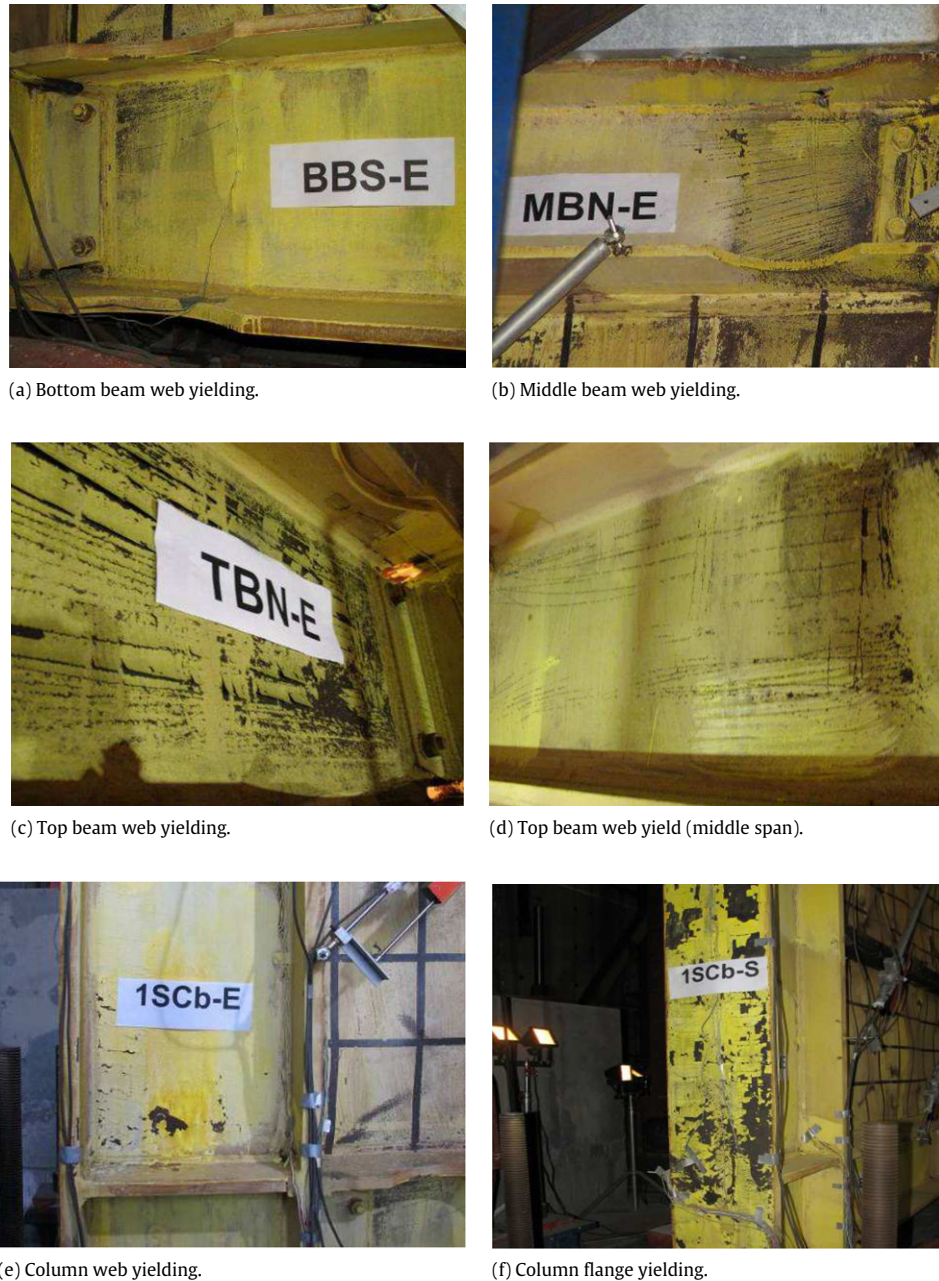 BBS-E
MBN-E
(a) Bottom beam web yielding.
(b) Middle beam web yielding.
TBN-E
(c) Top beam web yielding.
(d) Top beam web yield (middle span).
1SCb-E
1SCb-S
(e) Column web yielding.
(f) Column flange yielding.